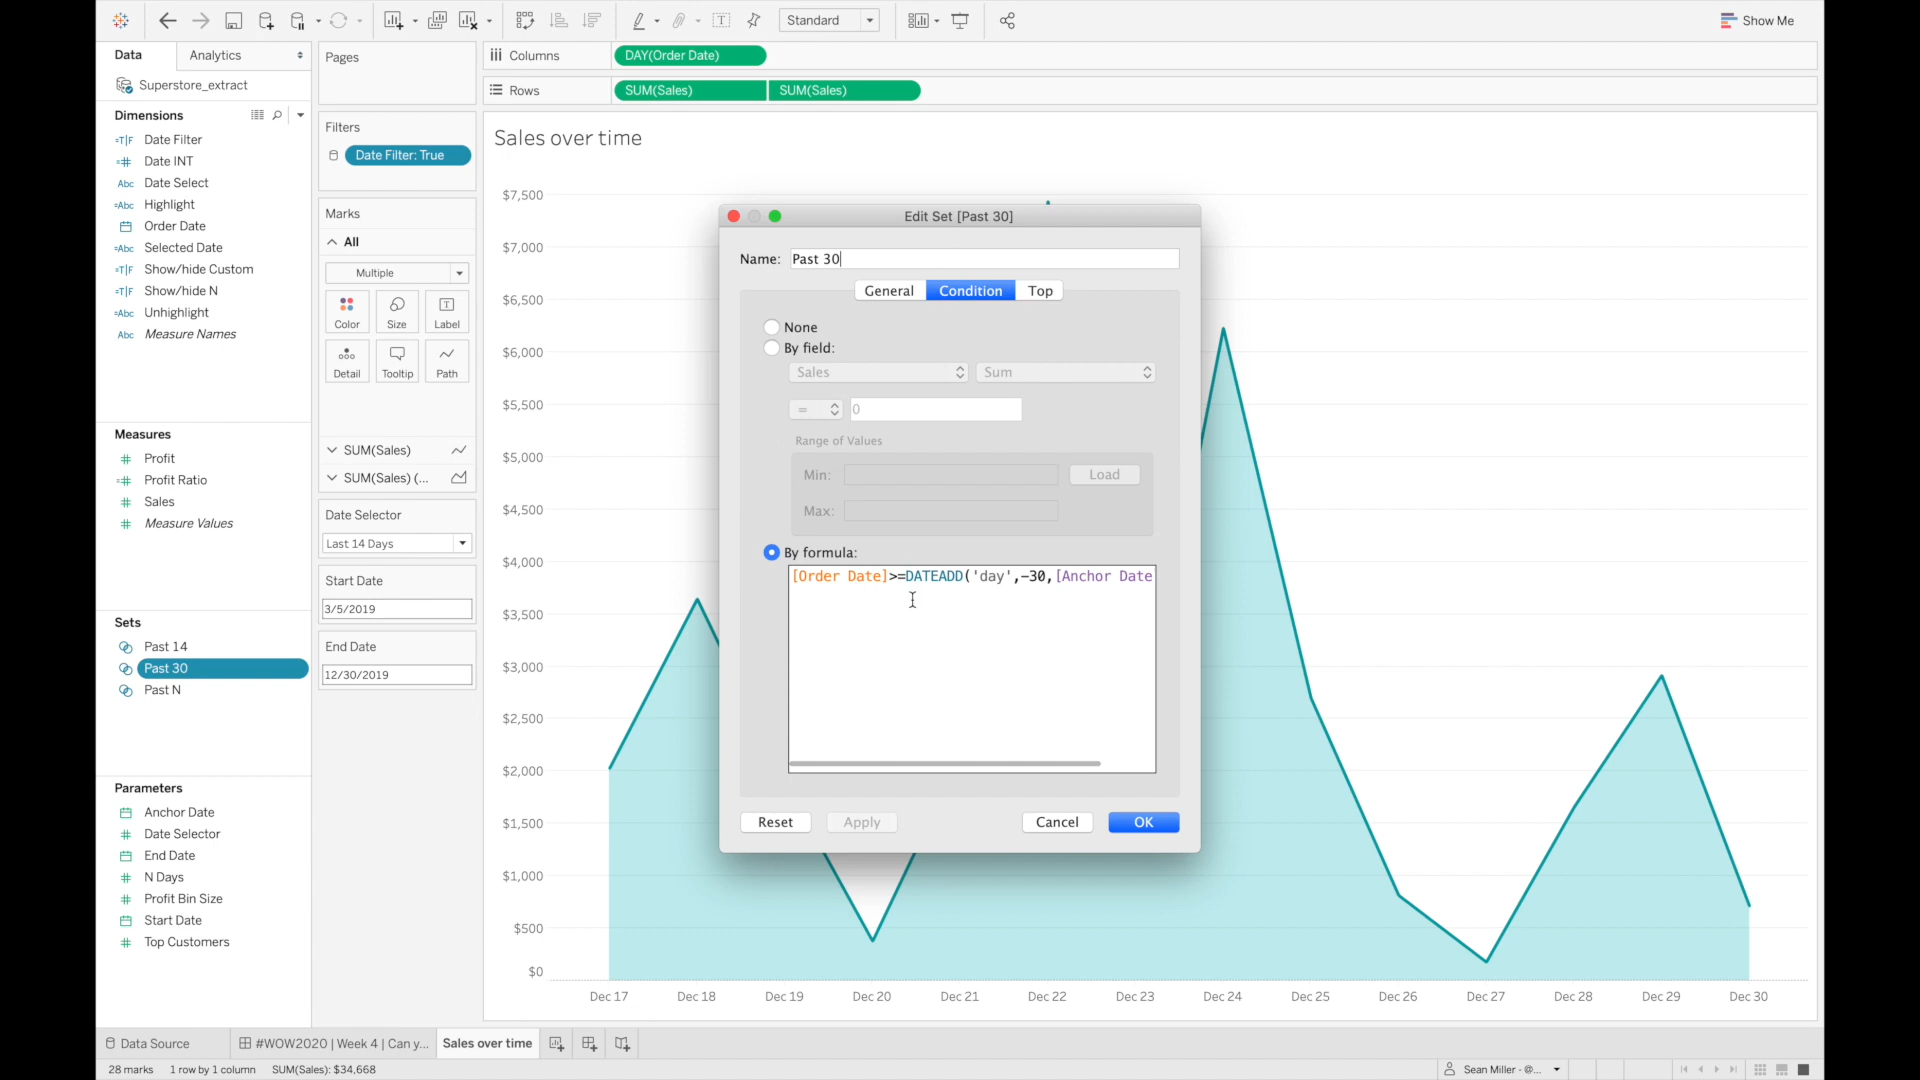 Standard
Show Me
Data
Analytics
Superstore_extract
Dimensions
=T|F Date Filter
Date INT
Abc Date Select
=Abc Highlight
Order Date
=Abc Selected Date
=T|F Show/hide Custom
=T|F Show/hide N
=Abc Unhighlight
Abc Measure Names
Measures
Profit
Profit Ratio
Sales
Measure Values
Sets
Past 14
Past 30
Past N
Parameters
Anchor Date
Date Selector
End Date
N Days
Profit Bin Size
Start Date
Top Customers
Pages
Filters
Date Filter: True
Marks
All
Multiple
Color
Size
Label
Detail
Tooltip
Path
SUM(Sales)
SUM(Sales) (...
Date Selector
Last 14 Days
Start Date
3/5/2019
End Date
12/30/2019
Columns
DAY(Order Date)
Rows
SUM(Sales)
SUM(Sales)
Sales over time
$7,500
$7,000
$6,500
$6,000
$5,500
$5,000
$4,500
$4,000
$3,500
$3,000
$2,500
$2,000
$1,500
$1,000
$500
$0
Dec 17
Dec 18
Dec 19
Dec 20
Dec 21
Dec 22
Dec 23
Dec 24
Dec 25
Dec 26
Dec 27
Dec 28
Dec 29
Dec 30
Edit Set [Past 30]
Name: Past 30
General
Condition
Top
None
By field:
Sales
Sum
=
0
Range of Values
Min:
Load
Max:
By formula:
[Order Date]>=DATEADD('day',-30,[Anchor Date
Reset
Apply
Cancel
OK
Data Source
#WOW2020 | Week 4 | Can y...
Sales over time
28 marks
1 row by 1 column
SUM(Sales): $34,668
Sean Miller - @...